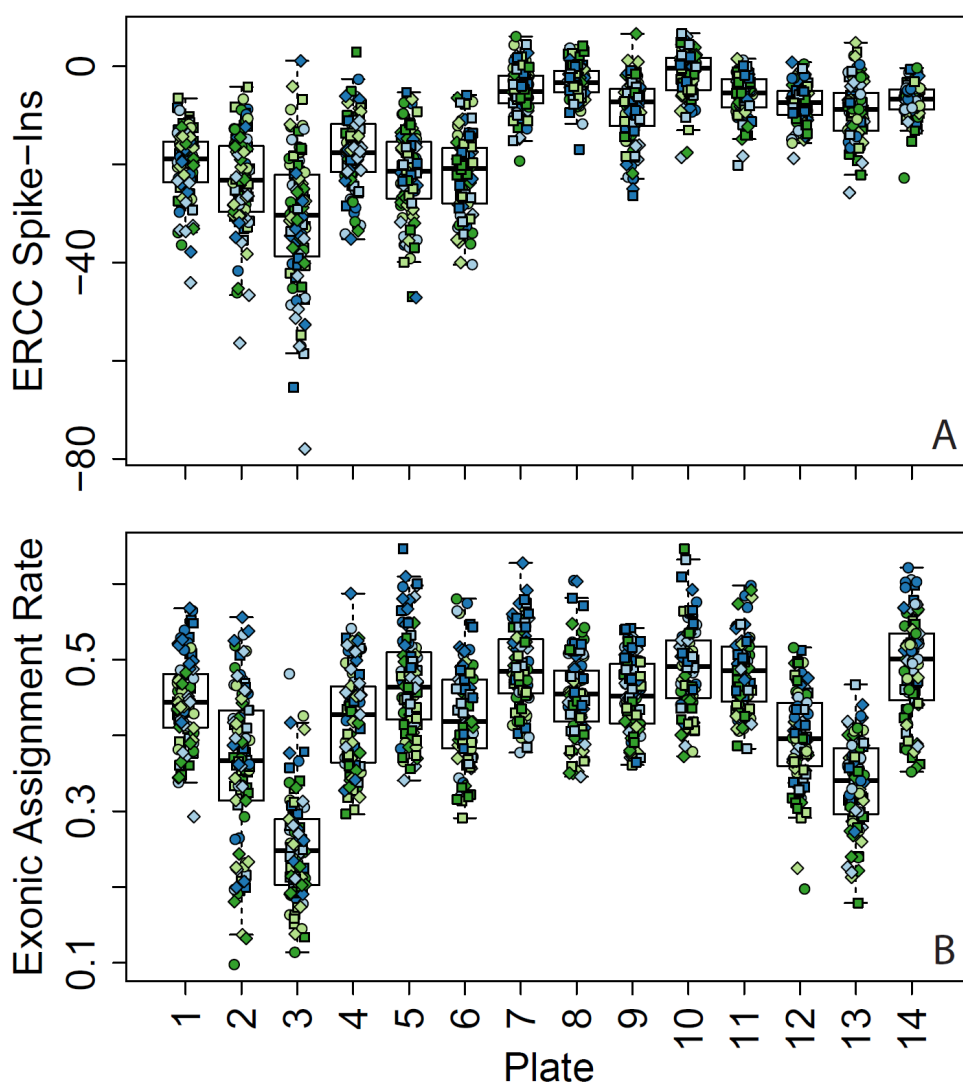 ERCC Spike−Ins
0
−40
−80
A
Exonic Assignment Rate
0.5
0.3
0.1
B
1 2 3 4 5 6 7 8 9 10 11 12 13 14
Plate